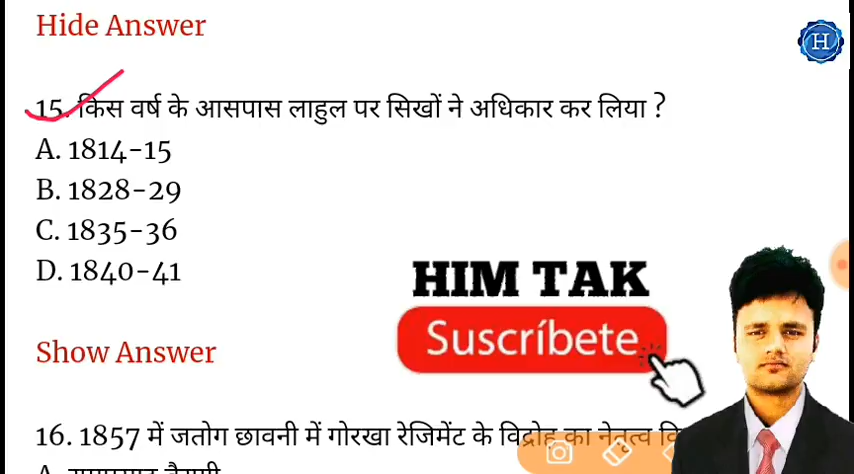 Hide Answer
H
15. किस वर्ष के आसपास लाहुल पर सिखों ने अधिकार कर लिया ?
A. 1814-15
B. 1828-29
C. 1835-36
D. 1840-41
HIM TAK
Suscríbete
Show Answer
16. 1857 में जतोग छावनी में गोरखा रेजिमेंट के विद्रोह का नेतृत्व
A.